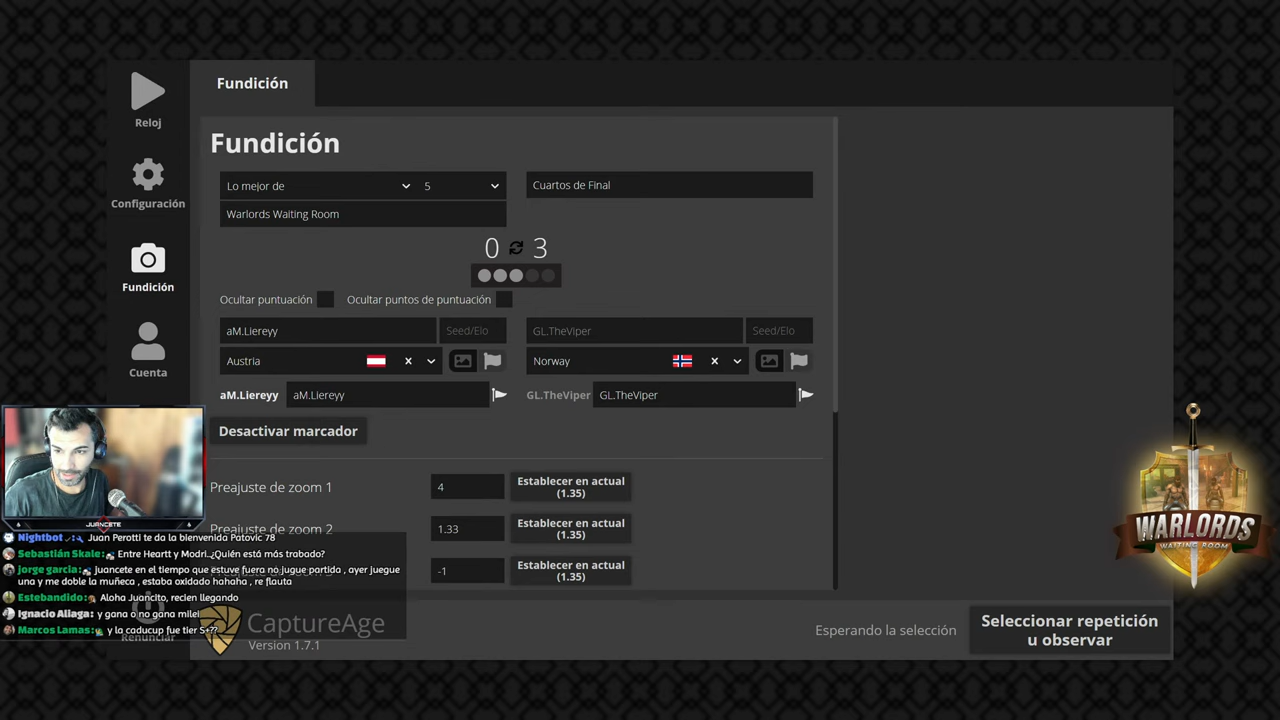 Fundición
Reloj
Configuración
Fundición
Cuenta
Fundición
Lo mejor de
5
Cuartos de Final
Warlords Waiting Room
0 3
Ocultar puntuación
Ocultar puntos de puntuación
aM.Liereyy
Seed/Elo
GL.TheViper
Seed/Elo
Austria
Norway
aM.Liereyy
aM.Liereyy
GL.TheViper
GL.TheViper
Desactivar marcador
Preajuste de zoom 1
4
Establecer en actual
(1.35)
Preajuste de zoom 2
1.33
Establecer en actual
(1.35)
-1
Establecer en actual
(1.35)
JUANCETE
Nightbot : Juan Perotti te da la bienvenida Patovic 78
Sebastián Skale: Entre Heartt y Modri.¿Quién está más trabado?
jorge garcia: Juancete en el tiempo que estuve fuera no jugue partida , ayer juegue
una y me doble la muñeca , estaba oxidado hahaha , re flauta
Estebandido: Aloha Juancito, recien llegando
Ignacio Aliaga: y gana o no gana milei
Marcos Lamas: y la caducup fue tier S+??
Renunciar
CaptureAge
Version 1.7.1
Esperando la selección
Seleccionar repetición
u observar
WARLORDS
WAITING ROOM